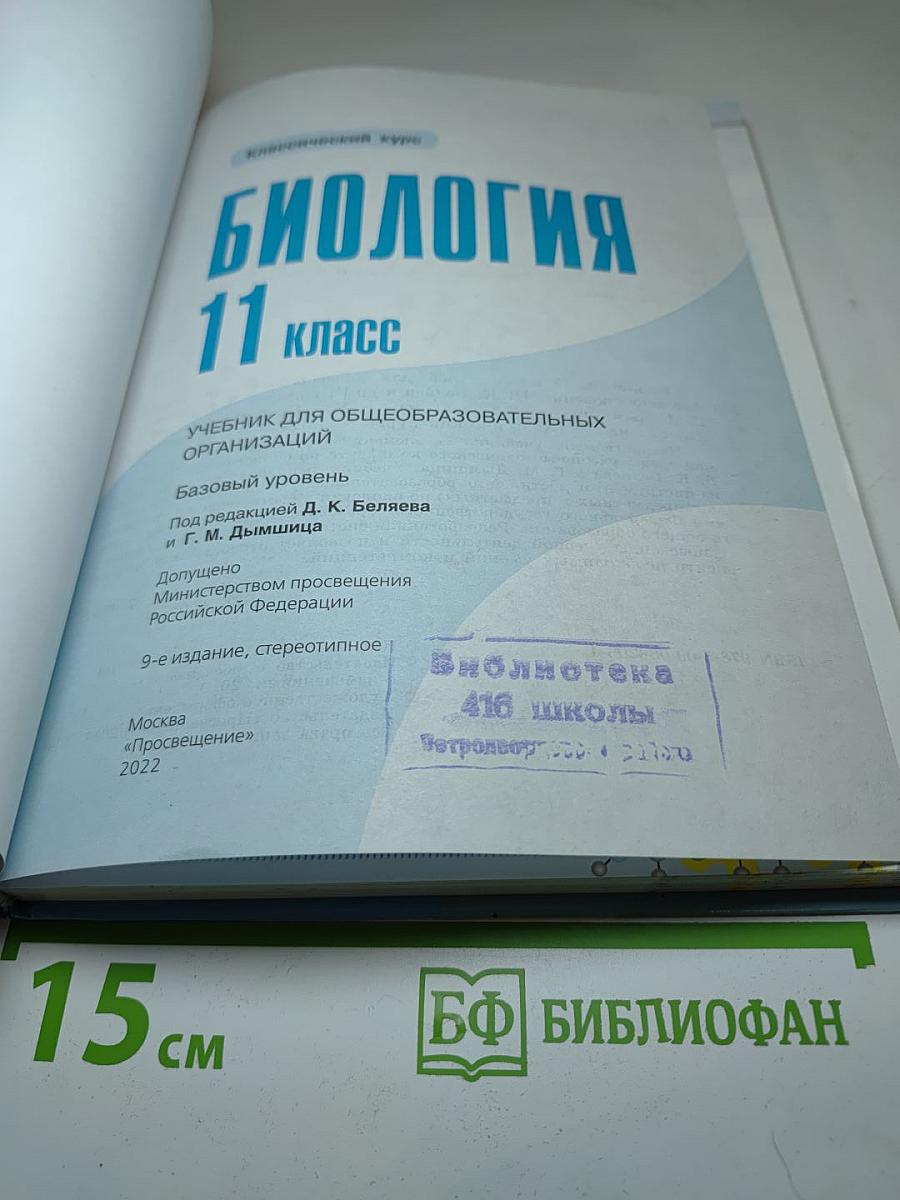 Классический курс
БИОЛОГИЯ
11 класс
УЧЕБНИК ДЛЯ ОБЩЕОБРАЗОВАТЕЛЬНЫХ
ОРГАНИЗАЦИЙ
Базовый уровень
Под редакцией Д. К. Беляева
и Г. М. Дымшица
Допущено
Министерством просвещения
Российской Федерации
9-е издание, стереотипное
Москва
«Просвещение»
2022
Библиотека
416 школы
15 см
БФ БИБЛИОФАН